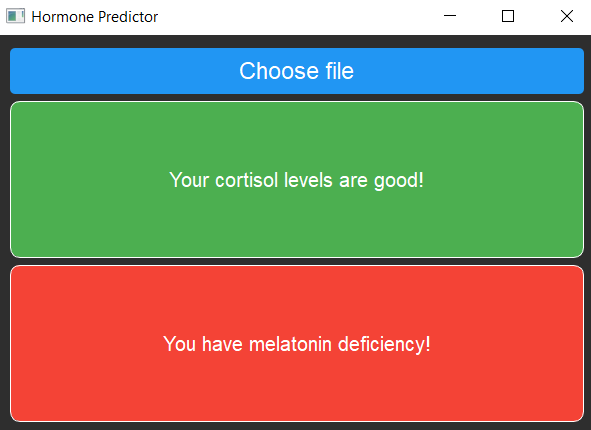 Hormone Predictor
Choose file
Your cortisol levels are good!
You have melatonin deficiency!